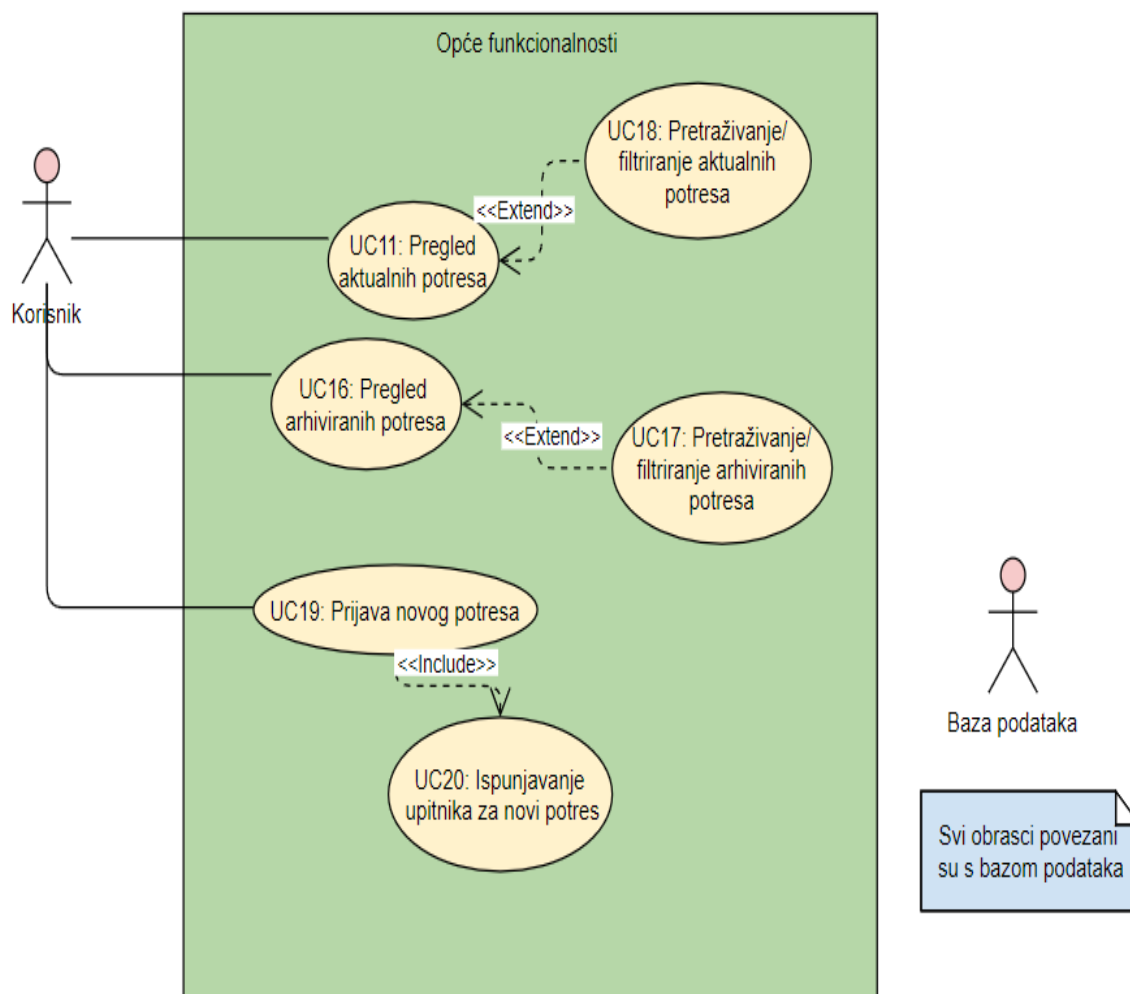 Opće funkcionalnosti
UC18: Pretraživanje/
filtriranje aktualnih
potresa
<<Extend>>
UC11: Pregled
aktualnih potresa
Korisnik
UC16: Pregled
arhiviranih potresa
<<Extend>>
UC17: Pretraživanje/
filtriranje arhiviranih
potresa
UC19: Prijava novog potresa
<<Include>>
UC20: Ispunjavanje
upitnika za novi potres
Baza podataka
Svi obrasci povezani
su s bazom podataka